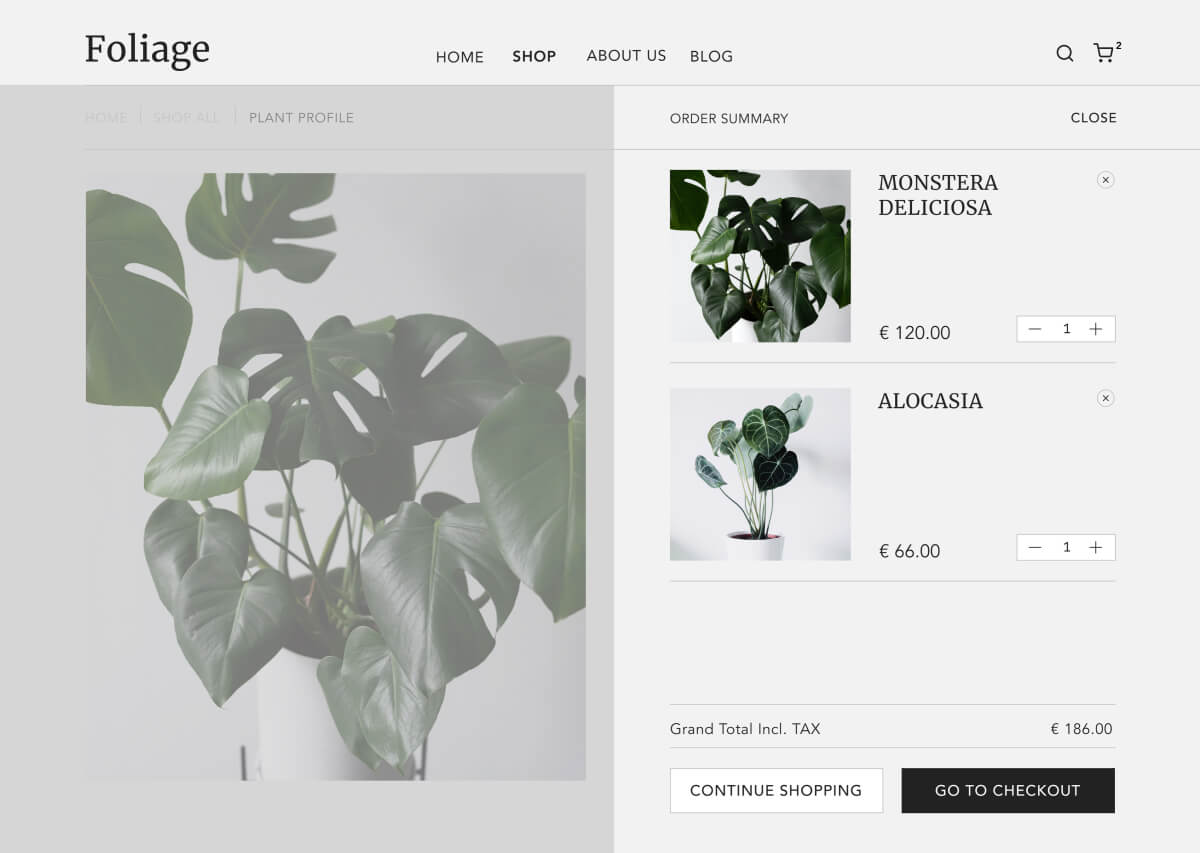 Foliage
HOME SHOP ABOUT US BLOG
2
HOME SHOP ALL PLANT PROFILE
ORDER SUMMARY CLOSE
MONSTERA
DELICIOSA
€ 120.00 1
ALOCASIA
€ 66.00 1
Grand Total Incl. TAX € 186.00
CONTINUE SHOPPING GO TO CHECKOUT